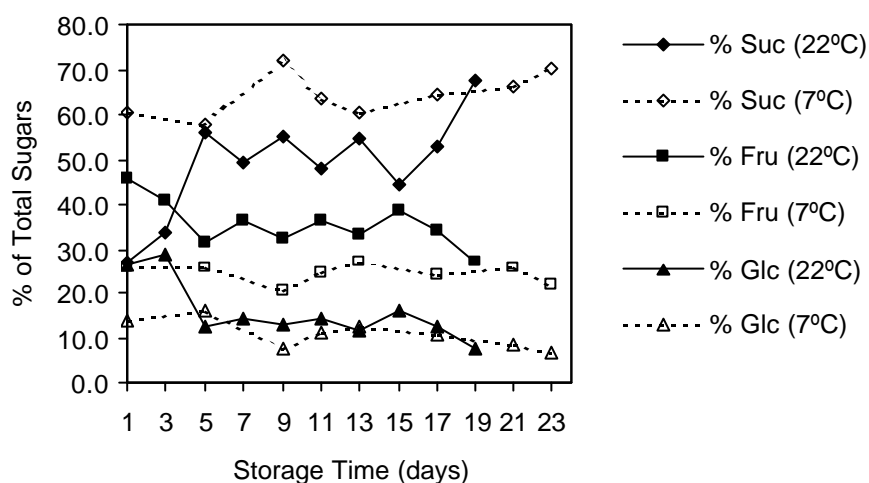 % of Total Sugars
80.0
70.0
60.0
50.0
40.0
30.0
20.0
10.0
0.0
1 3 5 7 9 11 13 15 17 19 21 23
Storage Time (days)
% Suc (22ºC)
% Suc (7ºC)
% Fru (22ºC)
% Fru (7ºC)
% Glc (22ºC)
% Glc (7ºC)